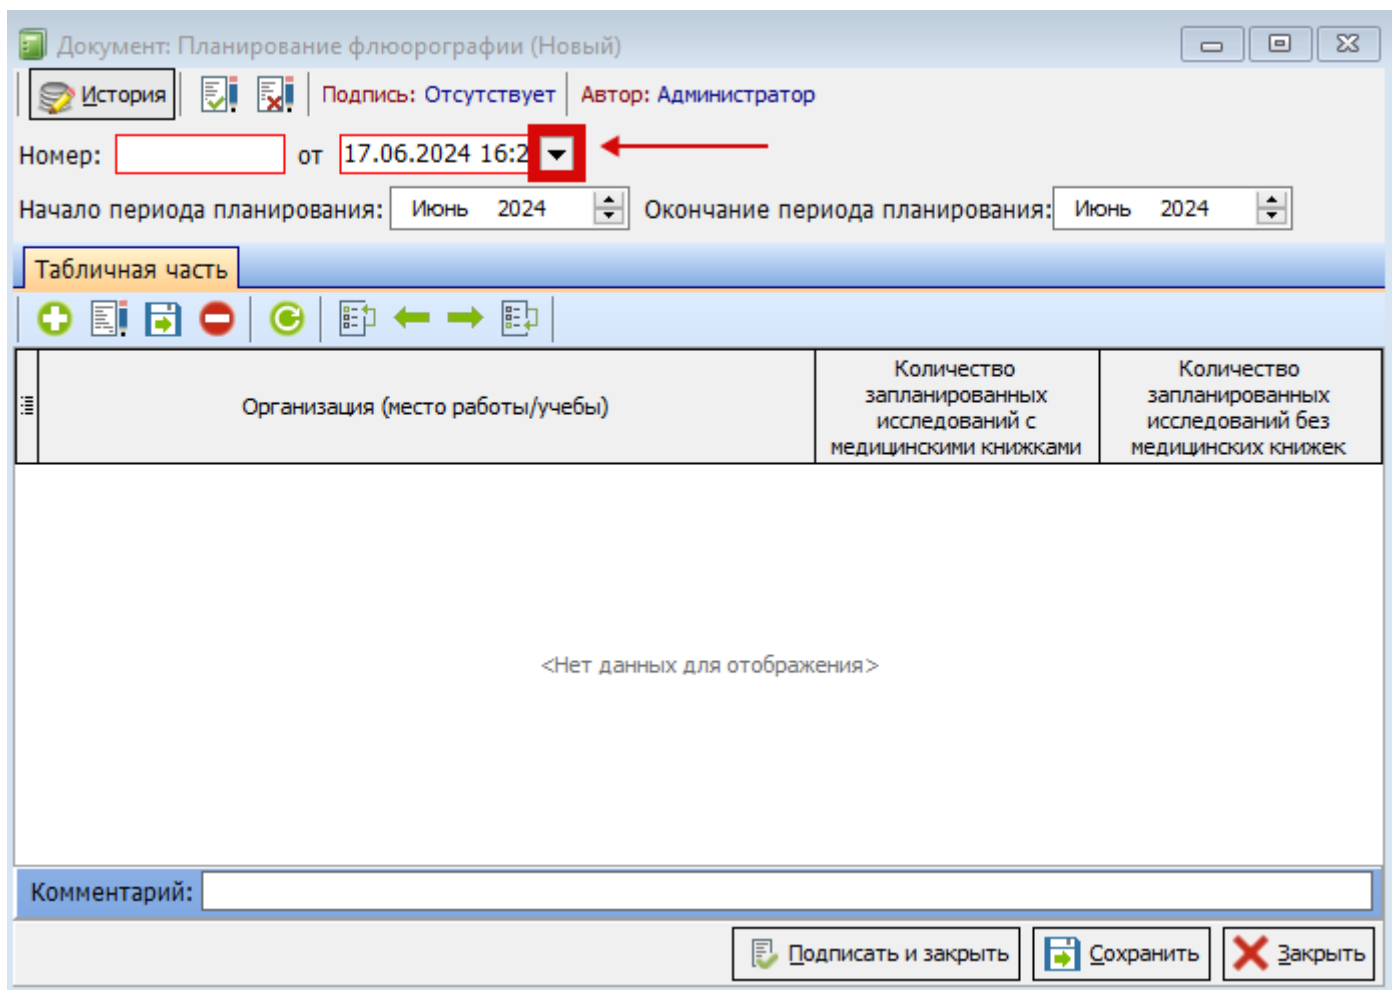 Документ: Планирование флюорографии (Новый)
История Подпись: Отсутствует Автор: Администратор
Номер: от 17.06.2024 16:2
Начало периода планирования: Июнь 2024 Окончание периода планирования: Июнь 2024
Табличная часть
Организация (место работы/учебы)
Количество
запланированных
исследований с
медицинскими книжками
Количество
запланированных
исследований без
медицинских книжек
<Нет данных для отображения>
Комментарий:
Подписать и закрыть Сохранить Закрыть